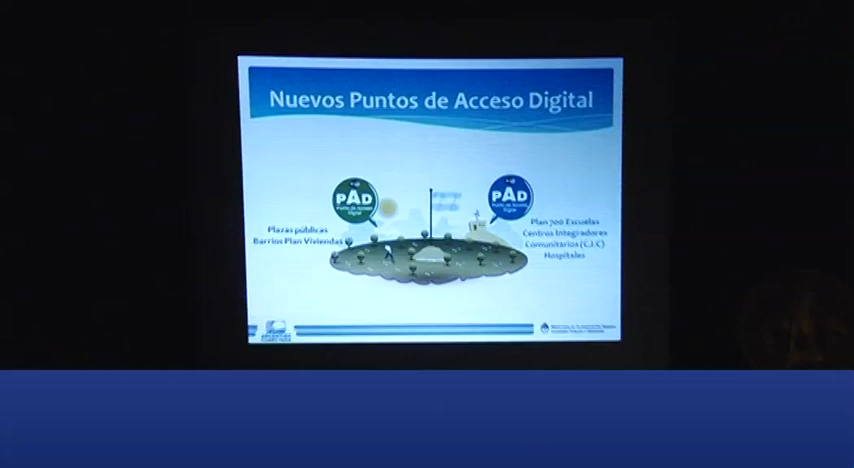 Nuevos Puntos de Acceso Digital
PAD
Punto de Acceso
Digital
PAD
Punto de Acceso
Digital
Plazas públicas
Barrios Plan Viviendas
Plan 700 Escuelas
Centros Integradores
Comunitarios (C.I.C)
Hospitales